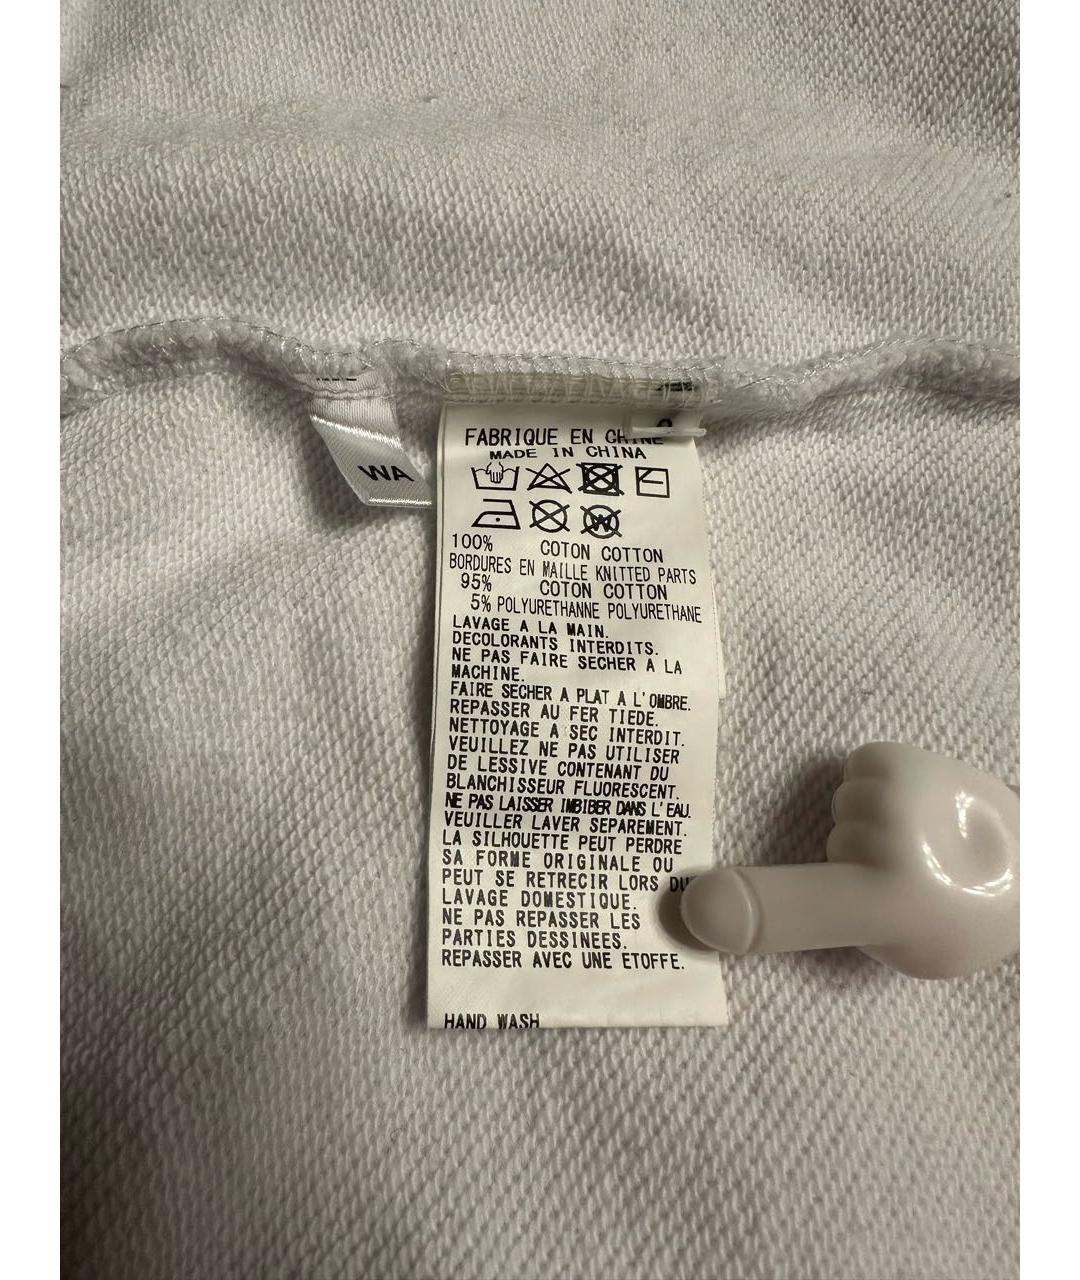 WA
FABRIQUE EN CHINE
MADE IN CHINA
W
100% COTON COTTON
BORDURES EN MAILLE KNITTED PARTS
95% COTON COTTON
5% POLYURETHANNE POLYURETHANE
LAVAGE A LA MAIN.
DECOLORANTS INTERDITS.
NE PAS FAIRE SECHER A LA
MACHINE.
FAIRE SECHER A PLAT A L'OMBRE.
REPASSER AU FER TIEDE.
NETTOYAGE A SEC INTERDIT.
VEUILLEZ NE PAS UTILISER
DE LESSIVE CONTENANT DU
BLANCHISSEUR FLUORESCENT.
NE PAS LAISSER IMBIBER DANS L'EAU.
VEUILLER LAVER SEPAREMENT.
LA SILHOUETTE PEUT PERDRE
SA FORME ORIGINALE OU
PEUT SE RETRECIR LORS DU
LAVAGE DOMESTIQUE.
NE PAS REPASSER LES
PARTIES DESSINEES.
REPASSER AVEC UNE ETOFFE.
HAND WASH